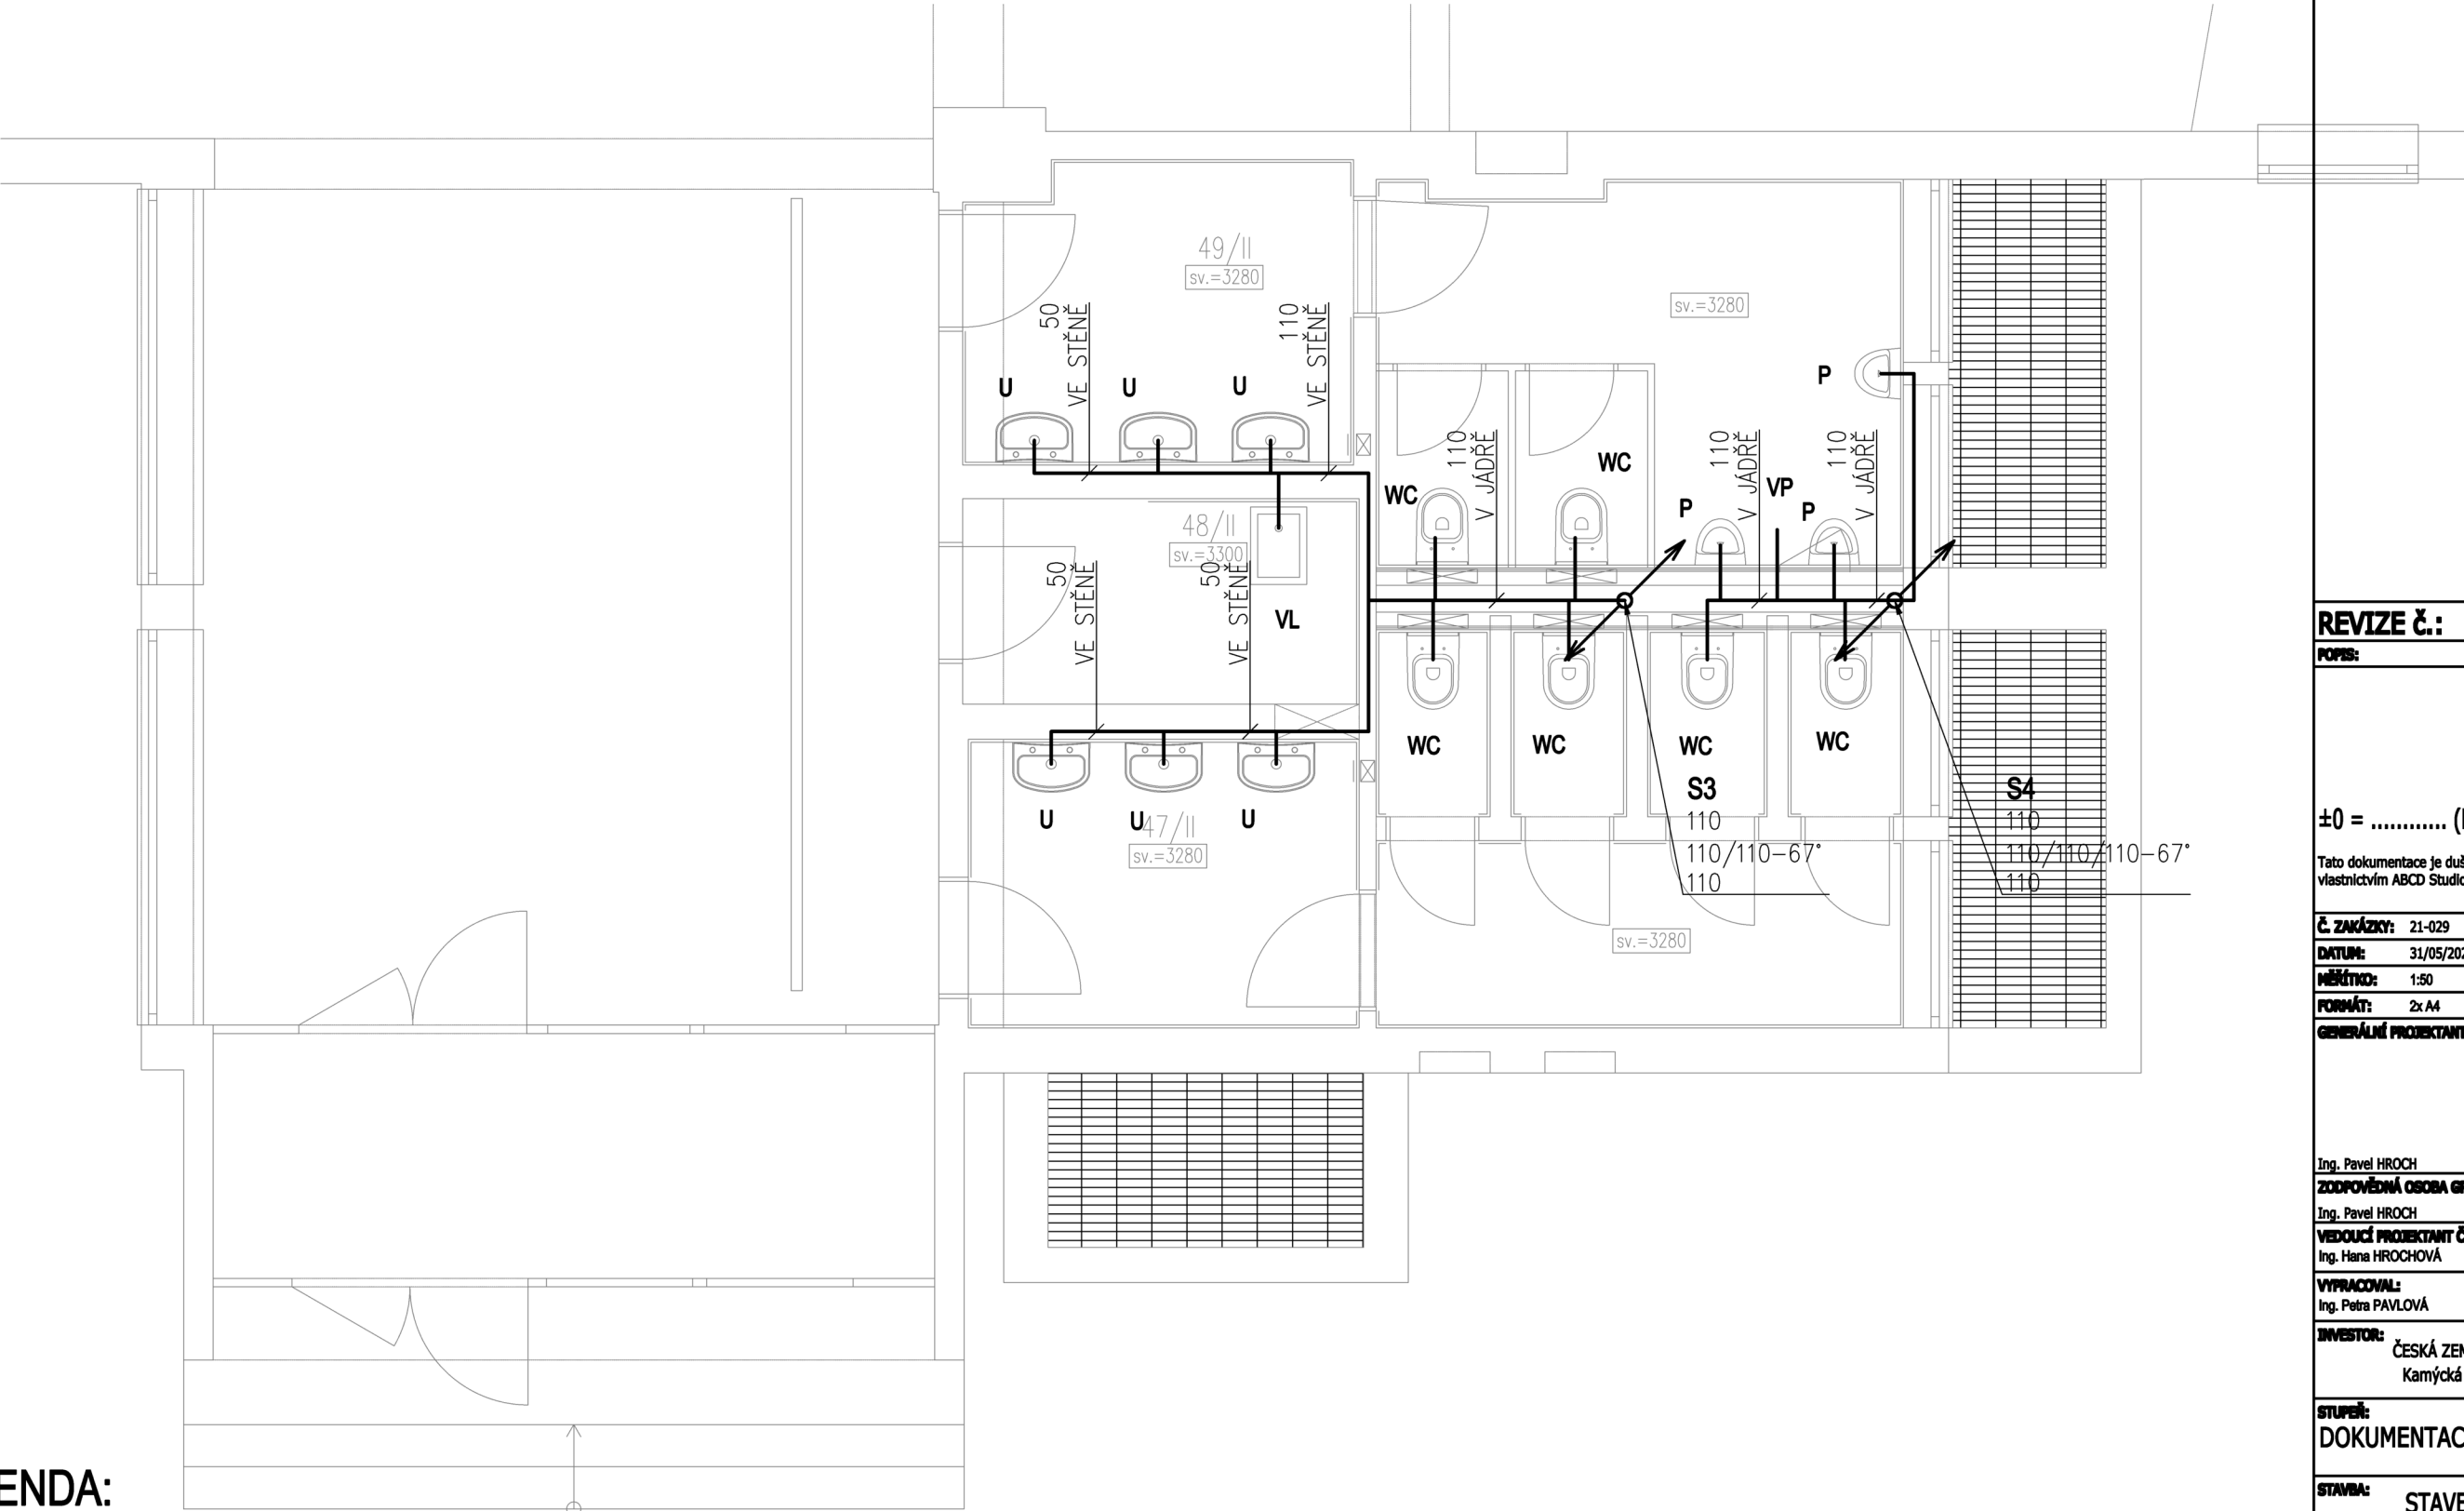 49/II
sv.=3280
50
VE STĚNĚ
110
VE STĚNĚ
U
U
U
sv.=3280
P
WC
110
V JÁDŘE
WC
P
110
V JÁDŘE
VP
P
110
V JÁDŘE
48/II
sv.=3300
50
VE STĚNĚ
50
VE STĚNĚ
VL
WC
WC
WC
WC
U
U
U
47/II
sv.=3280
S3
110
110/110-67°
110
S4
110
110/110/110-67°
110
sv.=3280
ENDA:
REVIZE č.:
POPIS:
±0 = ............ (
Tato dokumentace je
vlastnictvím ABCD Studio
Č. ZAKÁZKY: 21-029
DATUM: 31/05/202
MĚŘÍTKO: 1:50
FORMÁT: 2x A4
GENERÁLNÍ PROJEKTANT
Ing. Pavel HROCH
ZODPOVĚDNÁ OSOBA
Ing. Pavel HROCH
VEDOUCÍ PROJEKTANT Č
Ing. Hana HROCHOVÁ
VYPRACOVAL:
Ing. Petra PAVLOVÁ
INVESTOR:
ČESKÁ ZEM
Kamýcká
STUPEŇ:
DOKUMENTAC
STAVBA:
STAVE